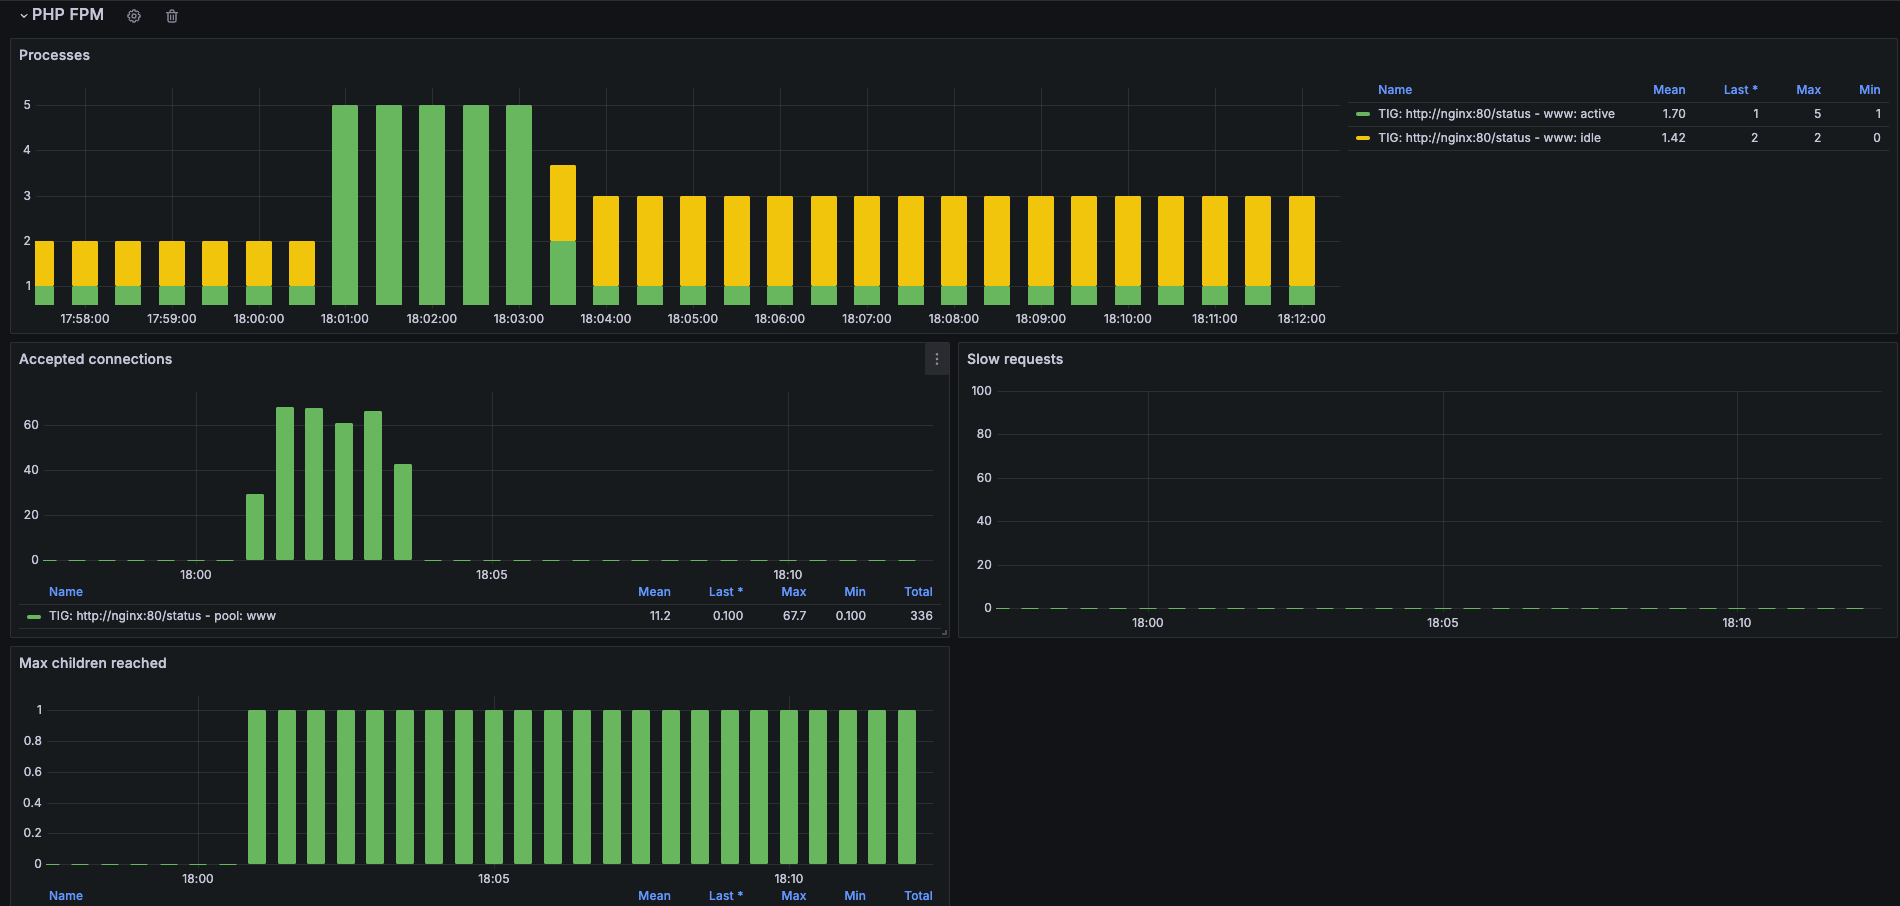 PHP FPM
Processes
5
4
3
2
1
17:58:00 17:59:00 18:00:00 18:01:00 18:02:00 18:03:00 18:04:00 18:05:00 18:06:00 18:07:00 18:08:00 18:09:00 18:10:00 18:11:00 18:12:00
Name Mean Last * Max Min
TIG: http://nginx:80/status - www: active 1.70 1 5 1
TIG: http://nginx:80/status - www: idle 1.42 2 2 0
Accepted connections
60
40
20
0
18:00 18:05 18:10
Name Mean Last * Max Min Total
TIG: http://nginx:80/status - pool: www 11.2 0.100 67.7 0.100 336
Slow requests
100
80
60
40
20
0
18:00 18:05 18:10
Max children reached
1
0.8
0.6
0.4
0.2
0
18:00 18:05 18:10
Name Mean Last * Max Min Total